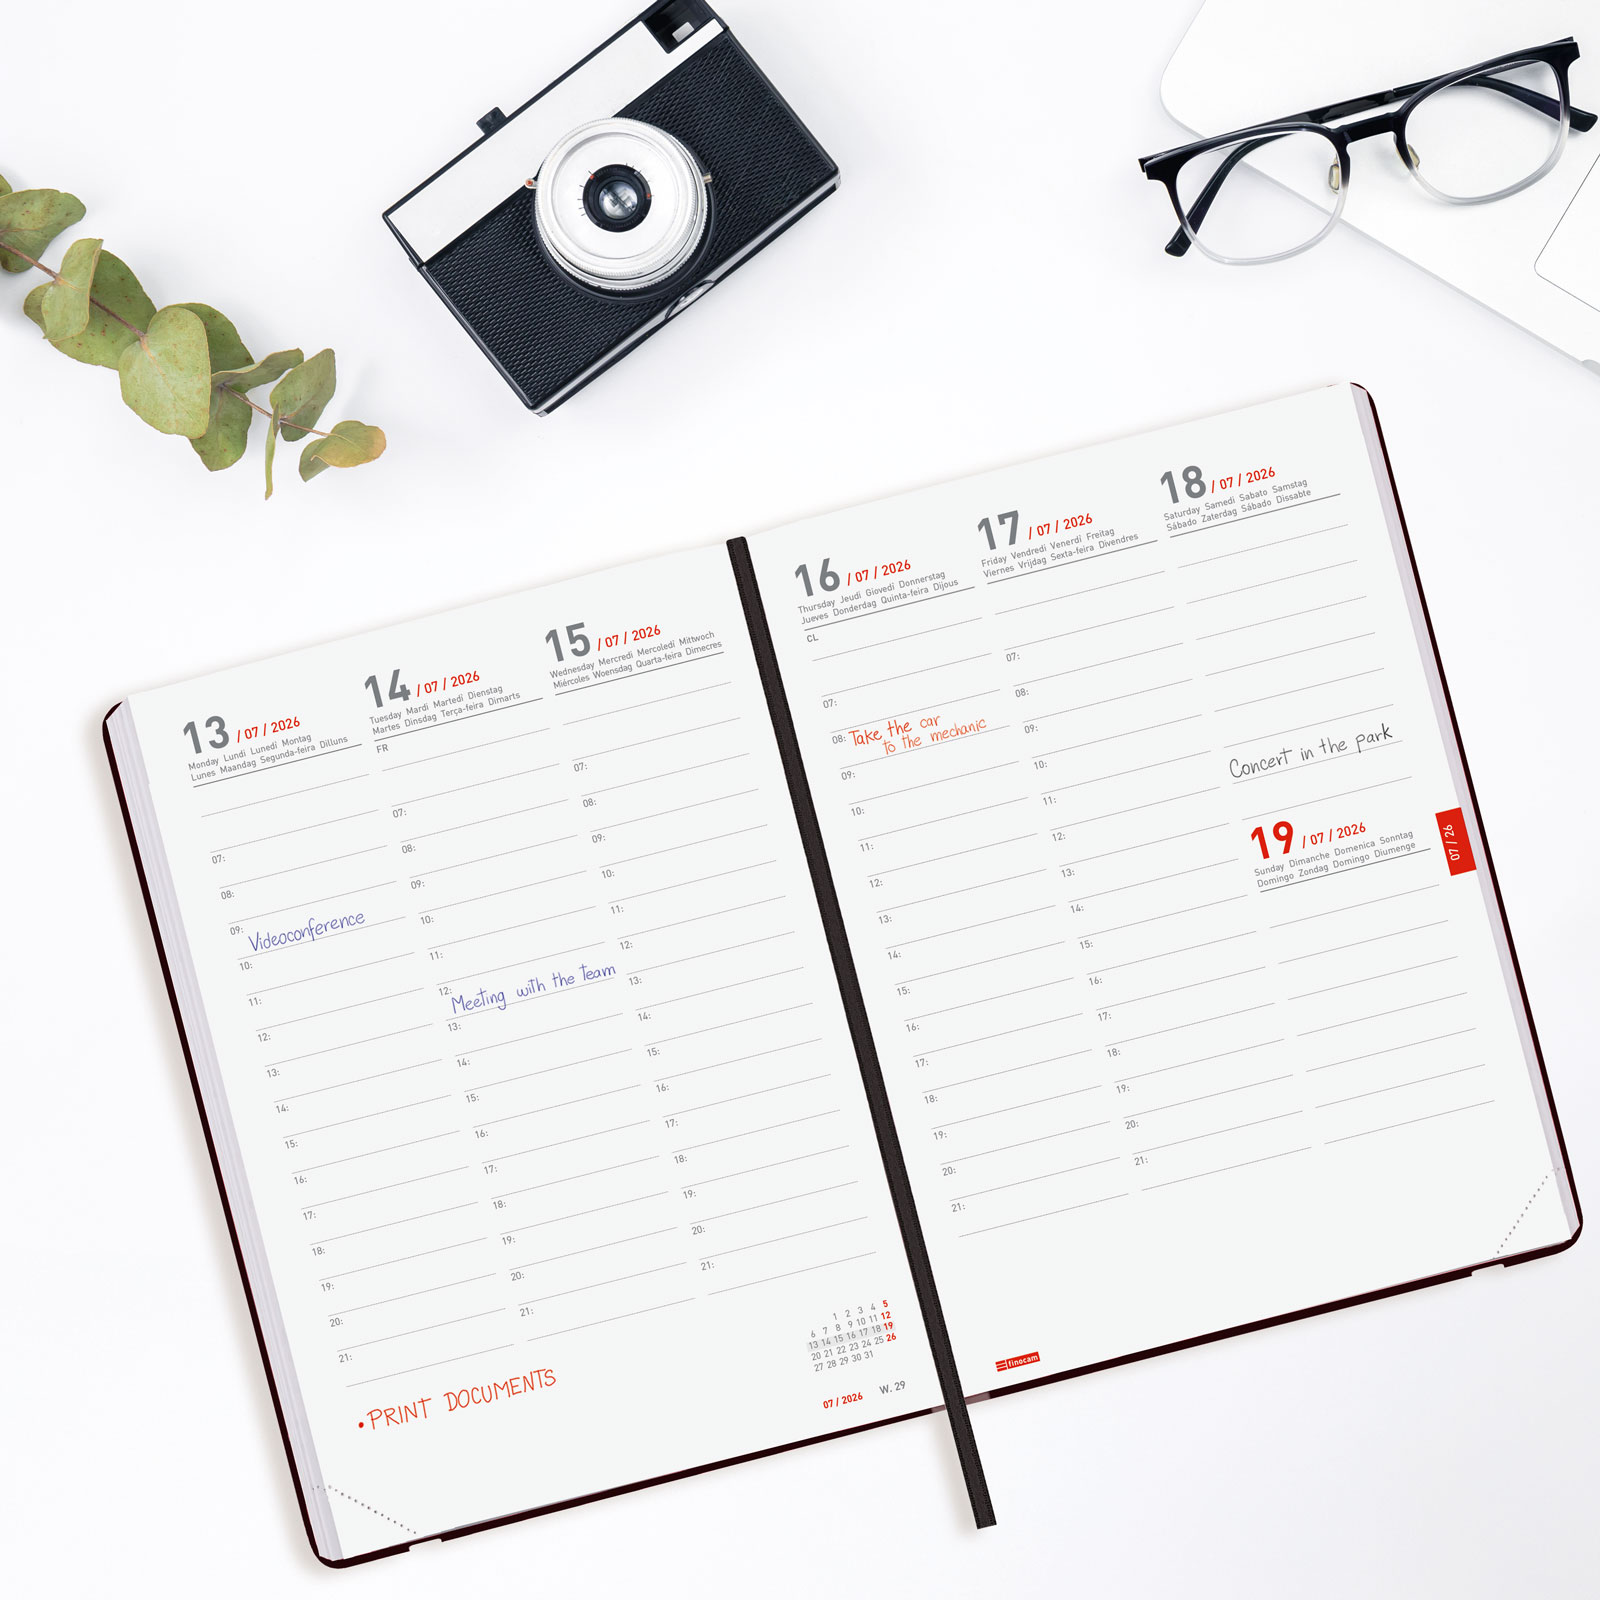 13 / 07 / 2026
Monday Lundi Lunedí Montag
Lunes Maandag Segunda-feira Dilluns
07:
08:
09: Videoconference
10:
11:
12:
13:
14:
15:
16:
17:
18:
19:
20:
21:
• PRINT DOCUMENTS
14 / 07 / 2026
Tuesday Mardi Martedí Dienstag
Martes Dinsdag Terça-feira Dimarts
FR
07:
08:
09:
10:
11:
12: Meeting with the team
13:
14:
15:
16:
17:
18:
19:
20:
21:
15 / 07 / 2026
Wednesday Mercredi Mercoledí Mittwoch
Miércoles Woensdag Quarta-feira Dimecres
07:
08:
09:
10:
11:
12:
13:
14:
15:
16:
17:
18:
19:
20:
21:
1 2 3 4 5
6 7 8 9 10 11 12
13 14 15 16 17 18 19
20 21 22 23 24 25 26
27 28 29 30 31
07 / 2026 W. 29
16 / 07 / 2026
Thursday Jeudi Giovedí Donnerstag
Jueves Donderdag Quinta-feira Dijous
CL
07:
08: Take the car
to the mechanic
09:
10:
11:
12:
13:
14:
15:
16:
17:
18:
19:
20:
21:
finocam
17 / 07 / 2026
Friday Vendredi Venerdí Freitag
Viernes Vrijdag Sexta-feira Divendres
07:
08:
09:
10:
11:
12:
13:
14:
15:
16:
17:
18:
19:
20:
21:
18 / 07 / 2026
Saturday Samedi Sabato Samstag
Sábado Zaterdag Sábado Dissabte
Concert in the park
19 / 07 / 2026
Sunday Dimanche Domenica Sonntag
Domingo Zondag Domingo Diumenge
07 / 26